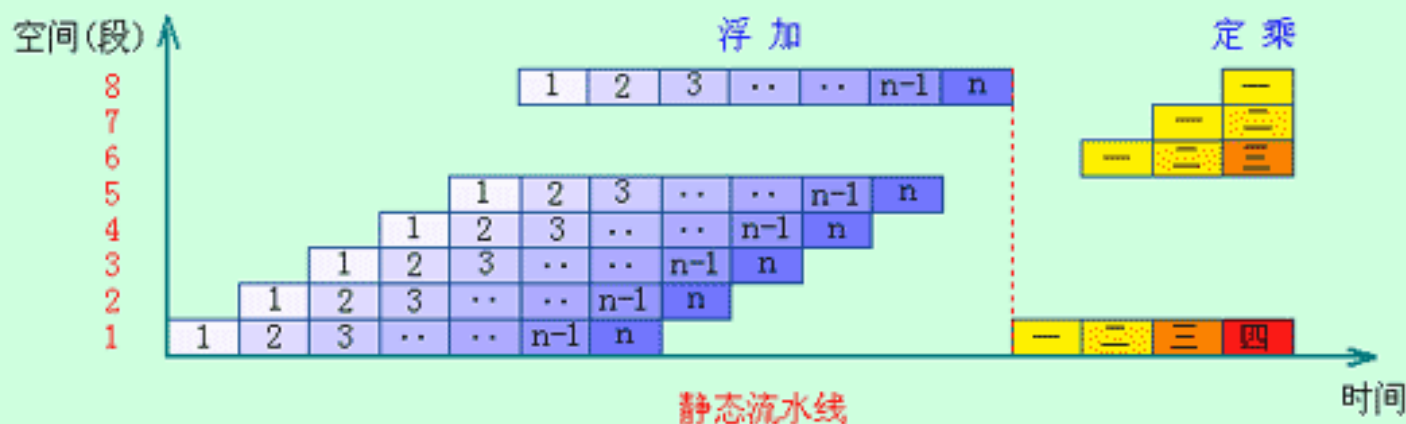 空间(段) 浮 加 定 乘
8 1 2 3 ·· ·· n-1 n 一
7 一 二
6 一 二 三
5 1 2 3 ·· ·· n-1 n
4 1 2 3 ·· ·· n-1 n
3 1 2 3 ·· ·· n-1 n
2 1 2 3 ·· ·· n-1 n
1 1 2 3 ·· ·· n-1 n 一 二 三 四
时间
静态流水线